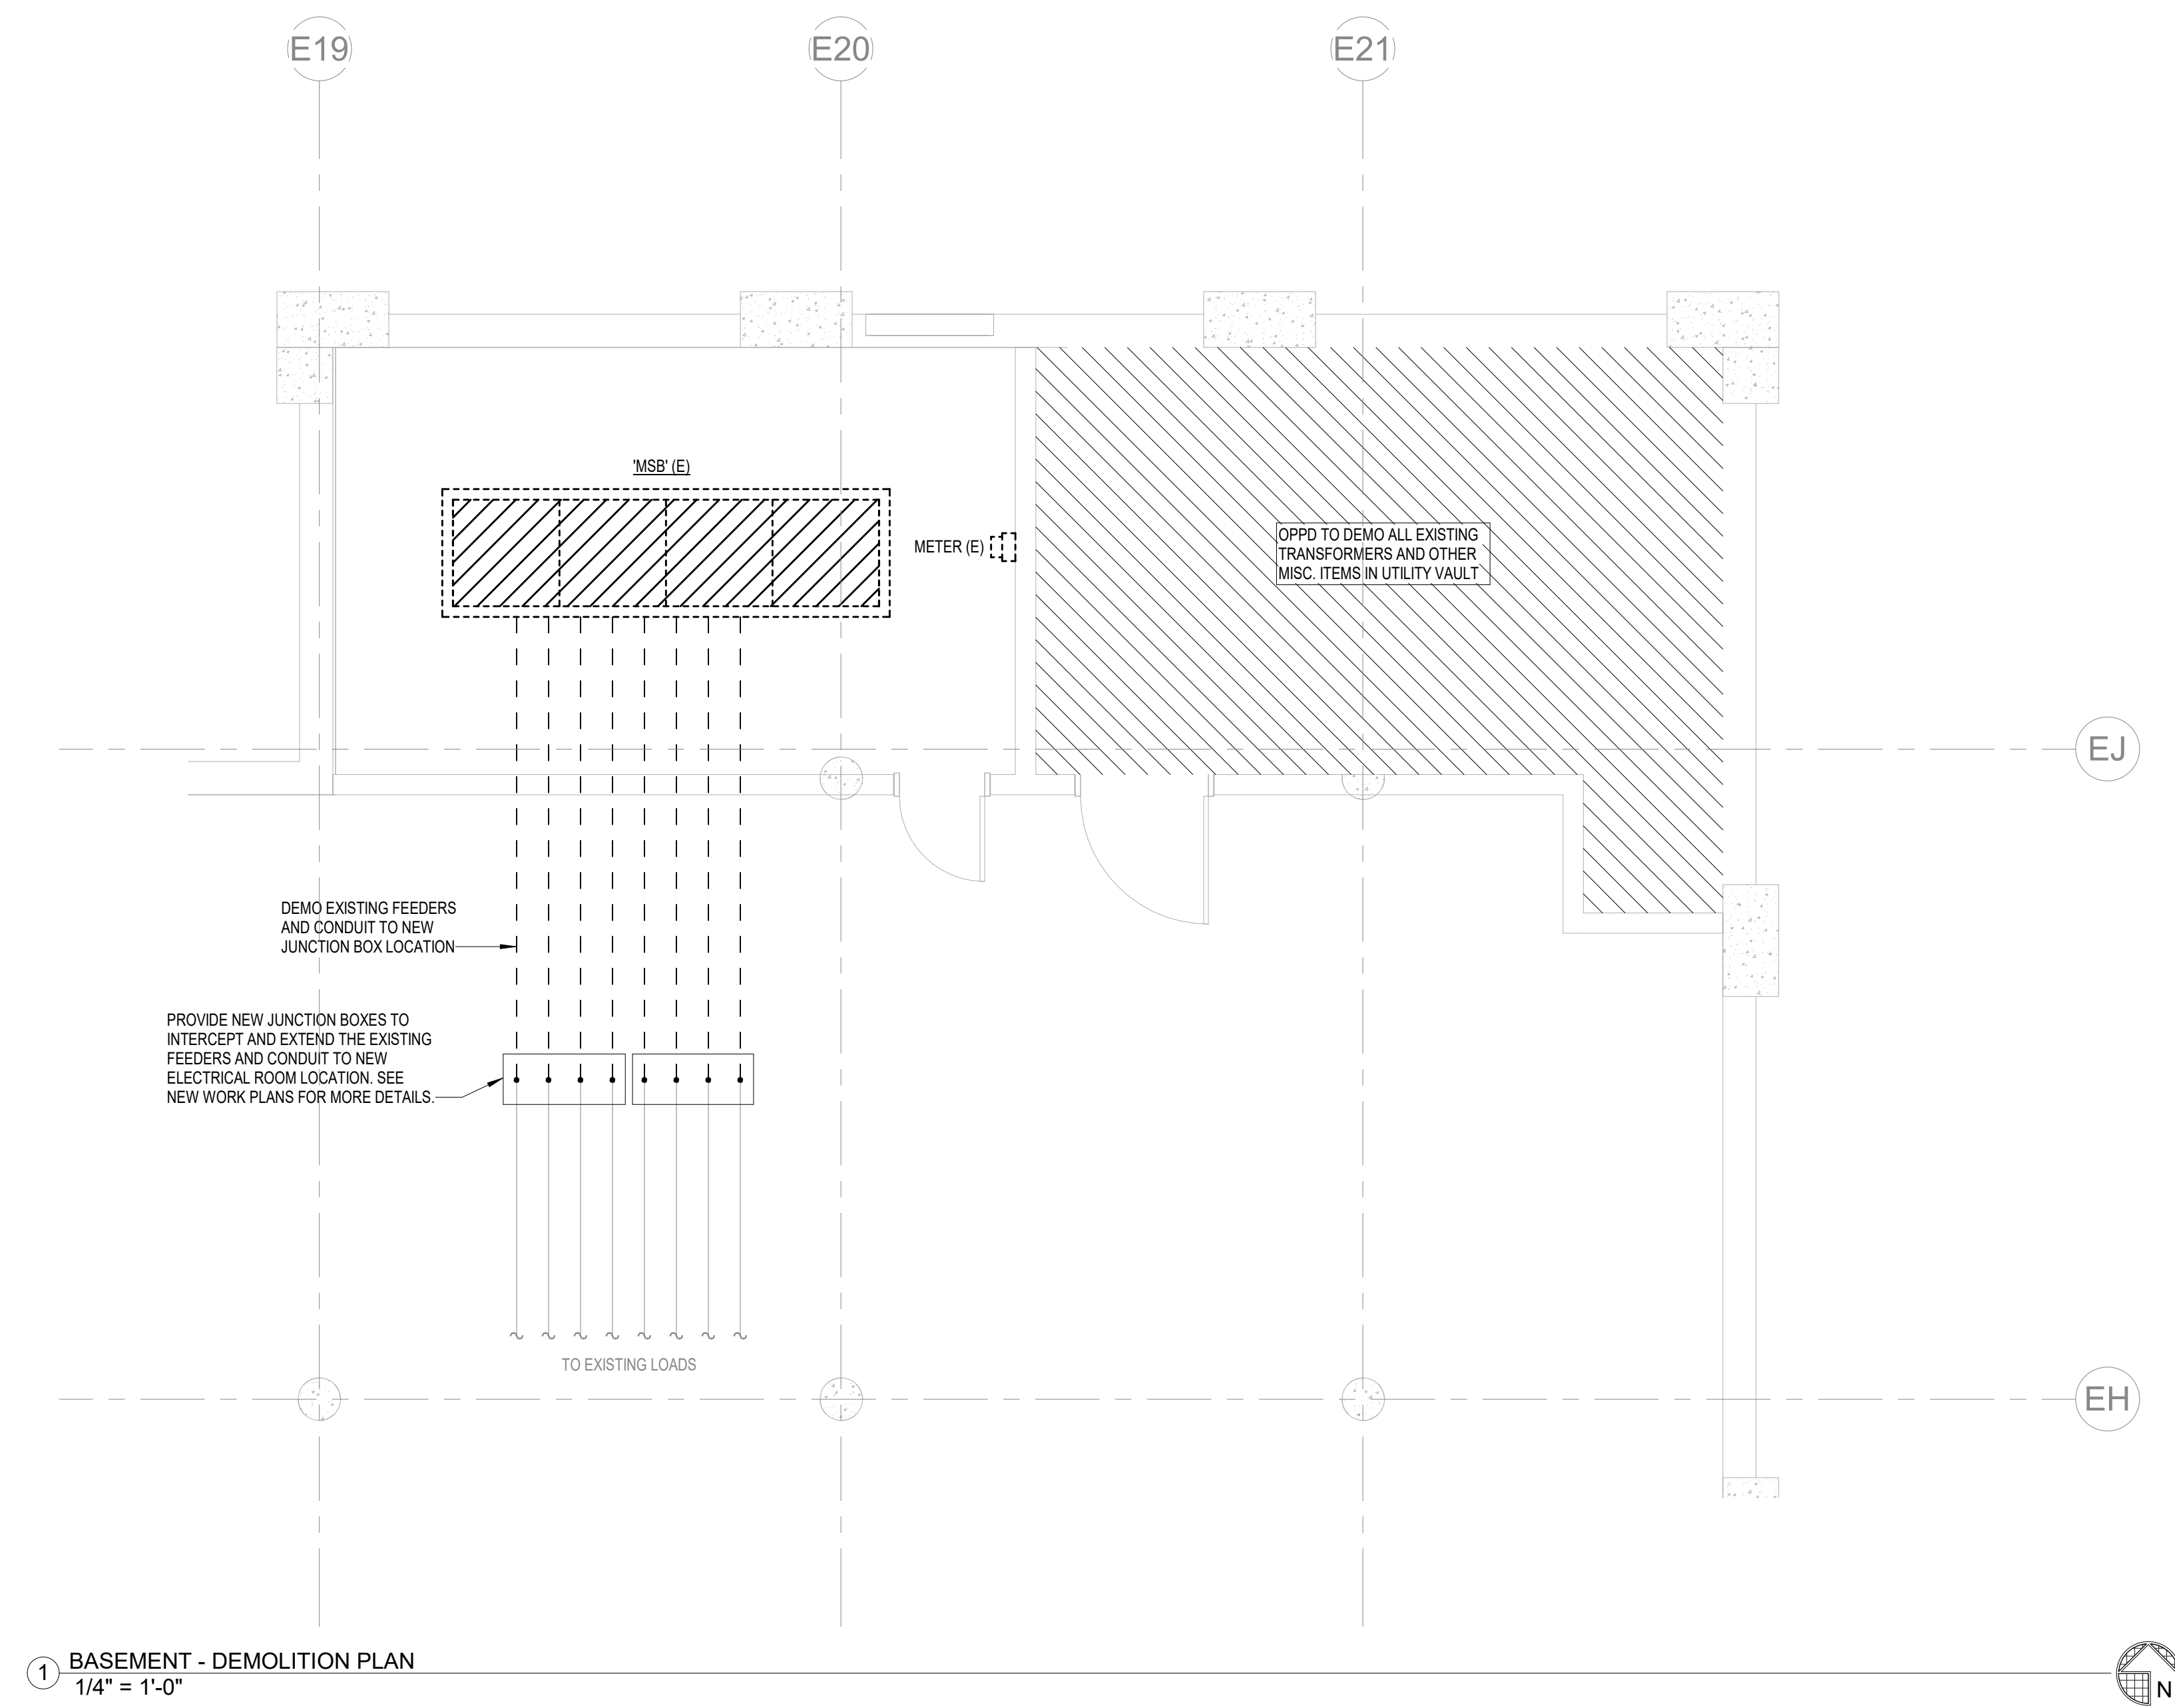 E19
E20
E21
'MSB' (E)
METER (E)
OPPD TO DEMO ALL EXISTING
TRANSFORMERS AND OTHER
MISC. ITEMS IN UTILITY VAULT
EJ
DEMO EXISTING FEEDERS
AND CONDUIT TO NEW
JUNCTION BOX LOCATION
PROVIDE NEW JUNCTION BOXES TO
INTERCEPT AND EXTEND THE EXISTING
FEEDERS AND CONDUIT TO NEW
ELECTRICAL ROOM LOCATION. SEE
NEW WORK PLANS FOR MORE DETAILS.
TO EXISTING LOADS
EH
1
BASEMENT - DEMOLITION PLAN
1/4" = 1'-0"
N